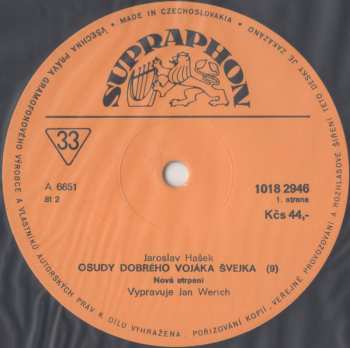 VŠECHNA PRÁVA GRAMOFONOVÉHO VÝROBCE A VLASTNÍKŮ AUTORSKÝCH PRÁV K DÍLU VYHRAŽENA. POŘIZOVÁNÍ KOPIÍ, VEŘEJNÉ PROVOZOVÁNÍ A ROZHLASOVÉ ŠÍŘENÍ TÉTO DESKY JE ZAKÁZÁNO
• MADE IN CZECHOSLOVAKIA •
SUPRAPHON
33
A 6651
st 2
1018 2946
1. strana
Kčs 44,-
Jaroslav Hašek
OSUDY DOBRÉHO VOJÁKA ŠVEJKA (9)
Nová utrpení
Vypravuje Jan Werich